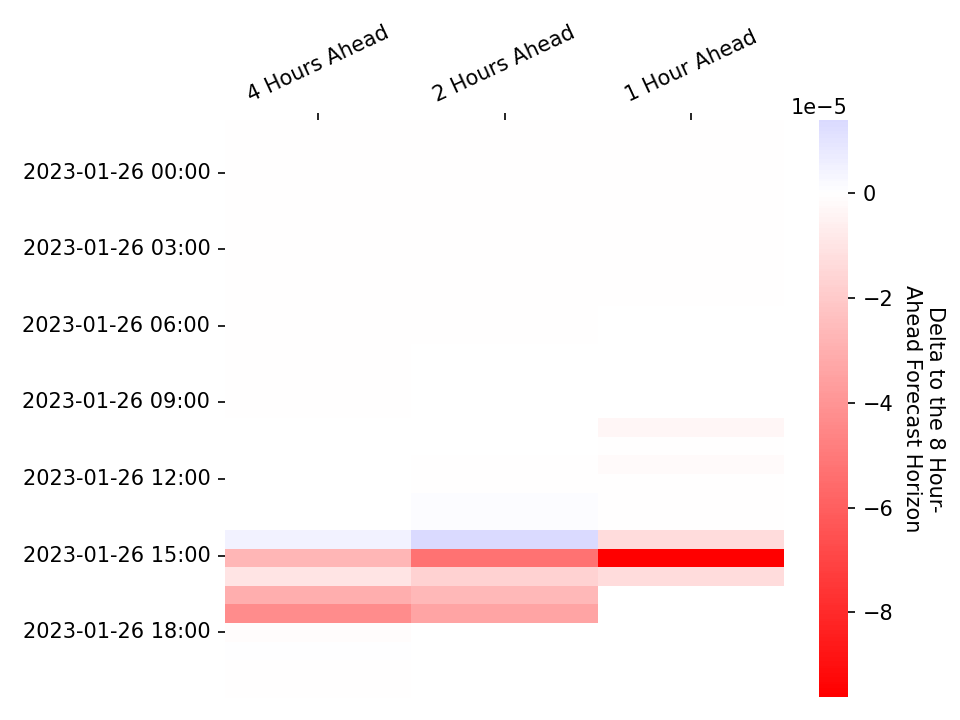 4 Hours Ahead
2 Hours Ahead
1 Hour Ahead
1e−5
2023-01-26 00:00
2023-01-26 03:00
2023-01-26 06:00
2023-01-26 09:00
2023-01-26 12:00
2023-01-26 15:00
2023-01-26 18:00
0
−2
−4
−6
−8
Delta to the 8 Hour-
Ahead Forecast Horizon